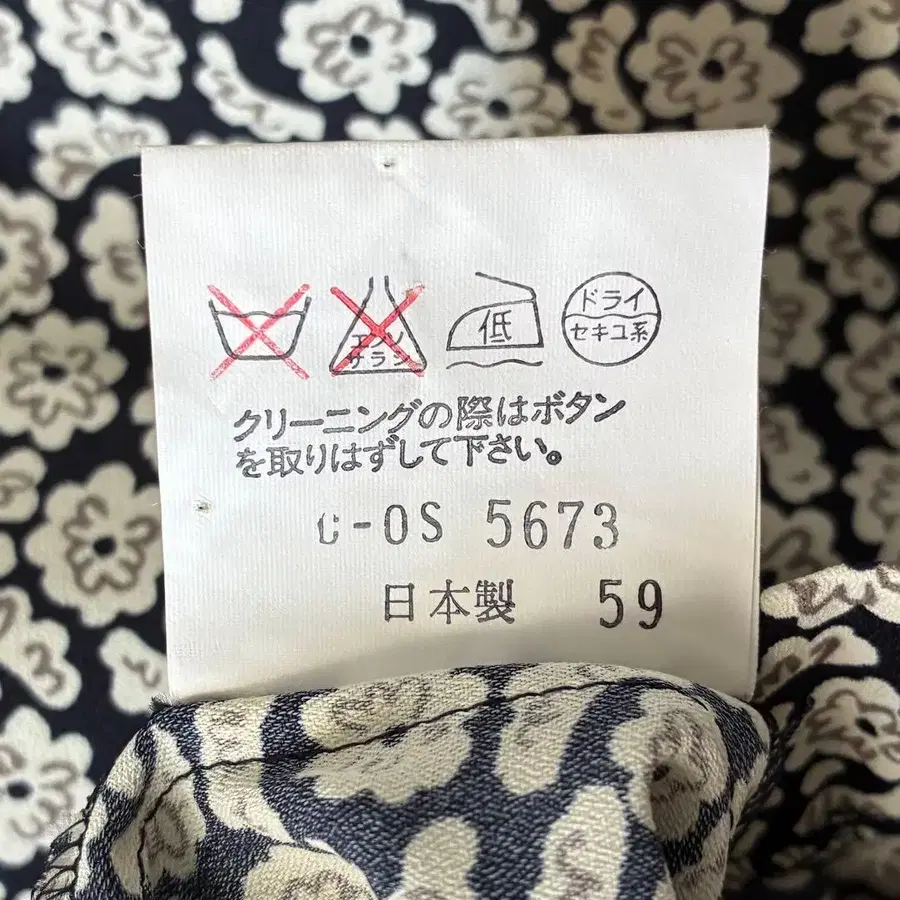 エンソ
サラシ
低
ドライ
セキユ系
クリーニングの際はボタン
を取りはずして下さい。
C-OS 5673
日本製 59